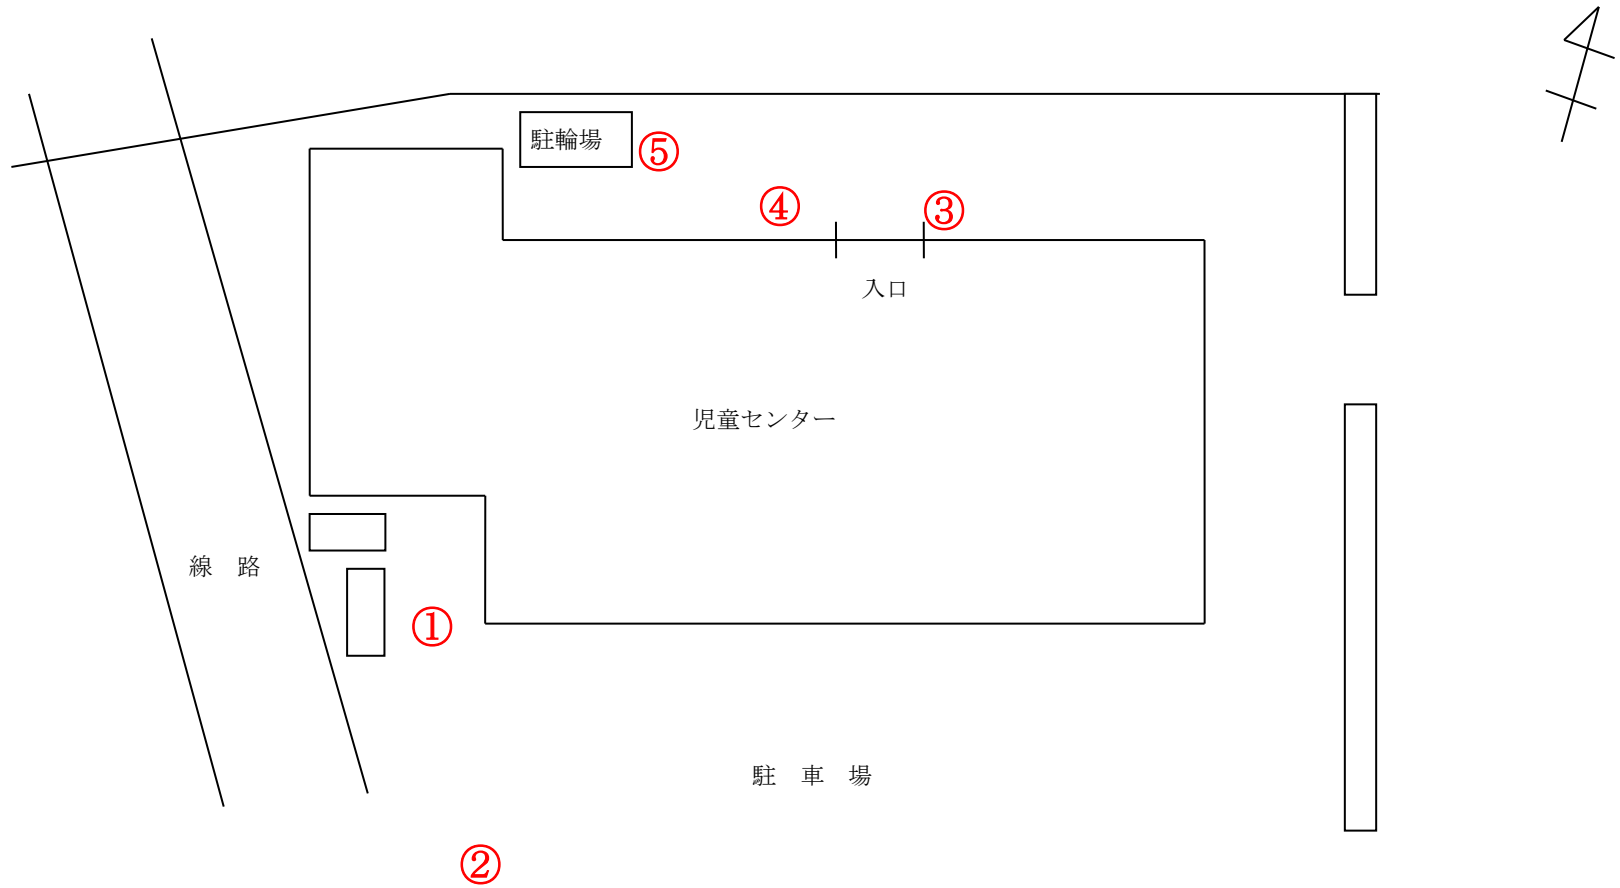 駐輪場
⑤
④
③
入口
児童センター
線 路
①
駐 車 場
②